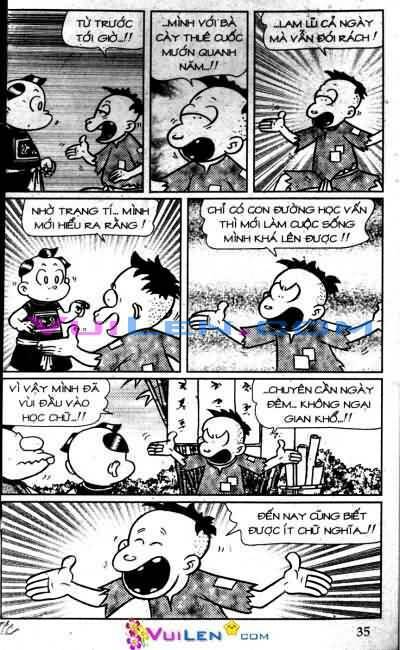 TỪ TRƯỚC
TỚI GIỜ...!!
...MÌNH VỚI BÀ
CÀY THUÊ CUỐC
MƯỚN QUANH
NĂM...!!
...LAM LŨ CẢ NGÀY
MÀ VẪN ĐÓI RÁCH!
NHỜ TRẠNG TÍ... MÌNH
MỚI HIỂU RA RẰNG!
CHỈ CÓ CON ĐƯỜNG HỌC VẤN
THÌ MỚI LÀM CUỘC SỐNG
MÌNH KHÁ LÊN ĐƯỢC!!
VUILEN.COM
VÌ VẬY MÌNH ĐÃ
VÙI ĐẦU VÀO
HỌC CHỮ...!!
...CHUYÊN CẦN NGÀY
ĐÊM... KHÔNG NGẠI
GIAN KHỔ...!!
ĐẾN NAY CŨNG BIẾT
ĐƯỢC ÍT CHỮ NGHĨA...!!
35
VUILEN.COM